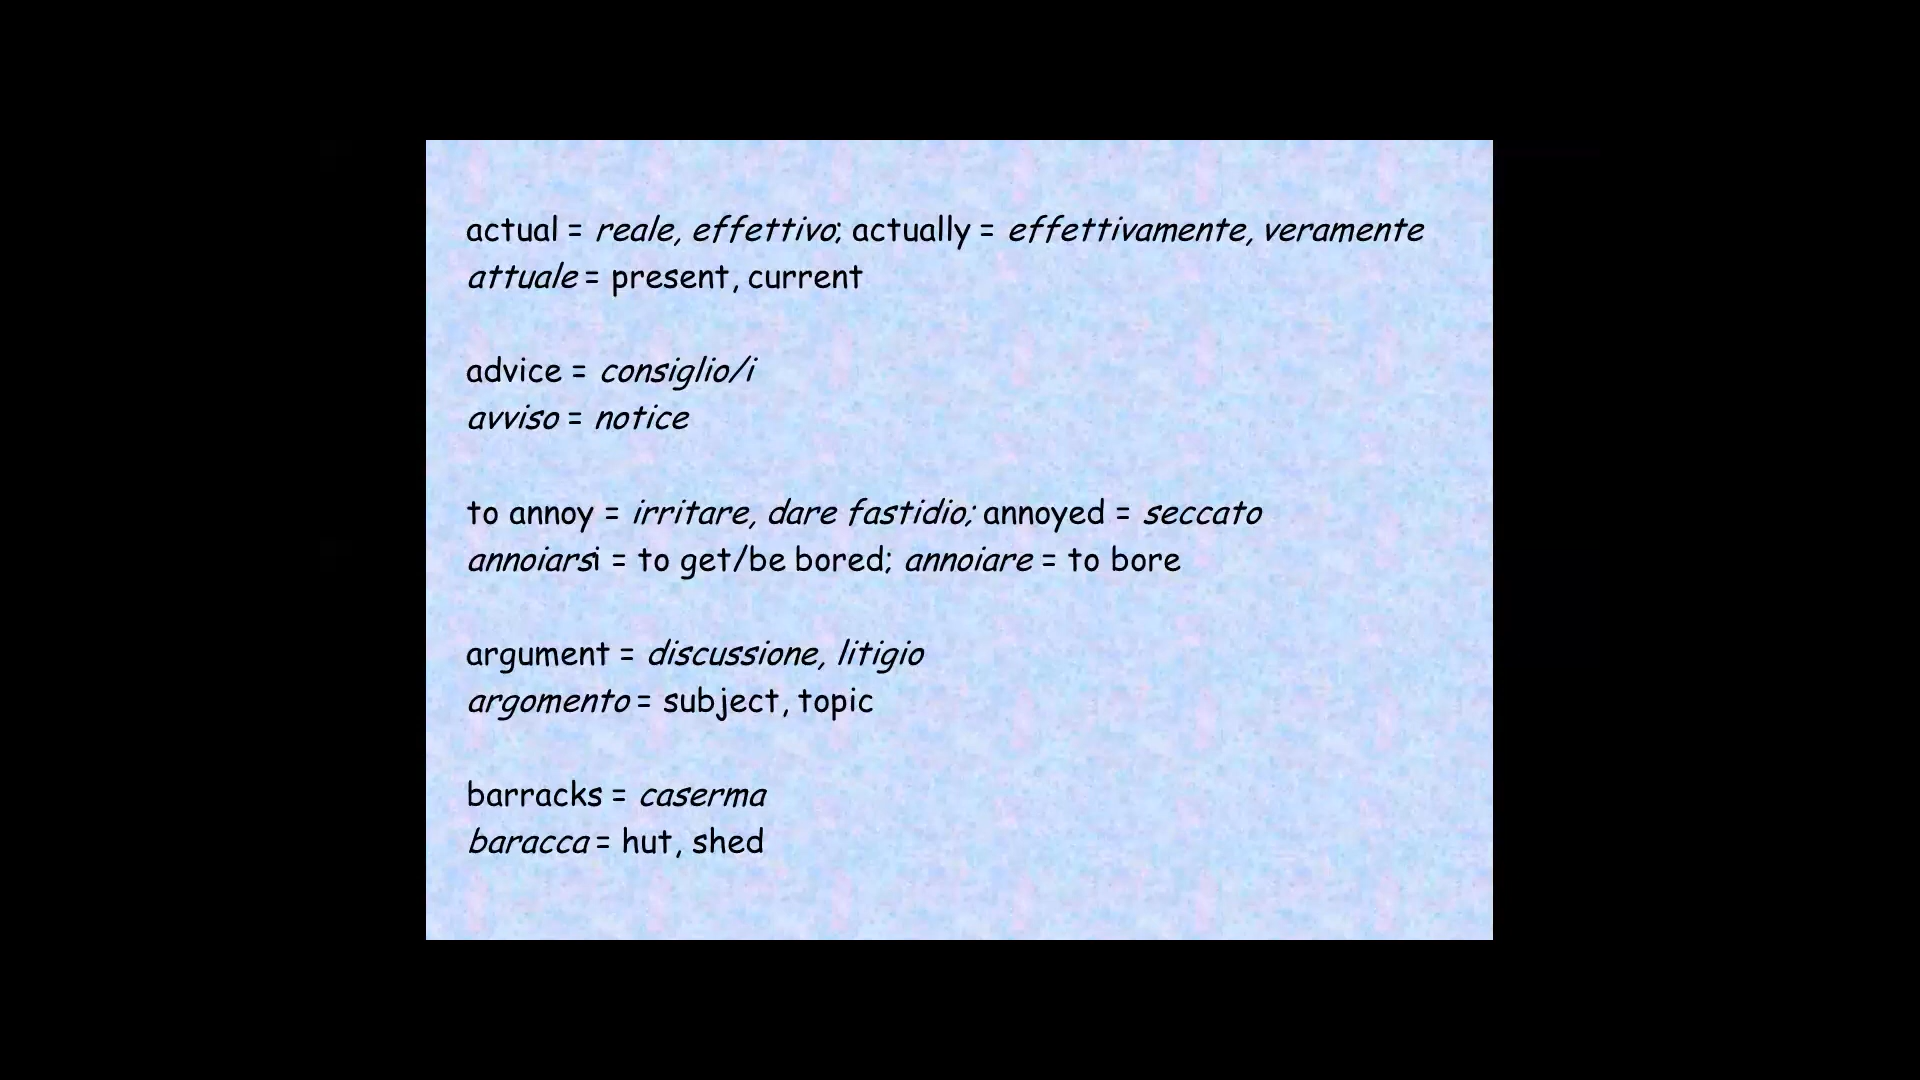 actual = reale, effettivo; actually = effettivamente, veramente
attuale = present, current
advice = consiglio/i
avviso = notice
to annoy = irritare, dare fastidio; annoyed = seccato
annoiarsi = to get/be bored; annoiare = to bore
argument = discussione, litigio
argomento = subject, topic
barracks = caserma
baracca = hut, shed